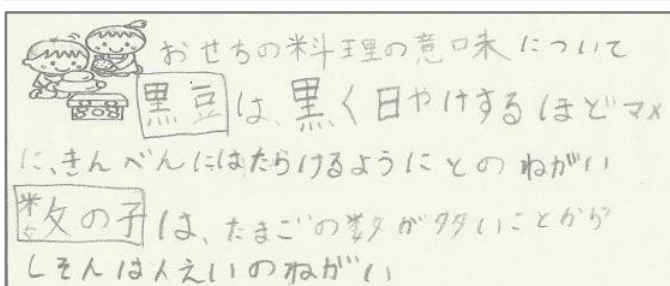 おせちの料理の意味について
黒豆は、黒く日やけするほどマメ
に、きんべんにはたらけるようにとのねがい
数の子は、たまごの数が多いことから
しそんはんえいのねがい